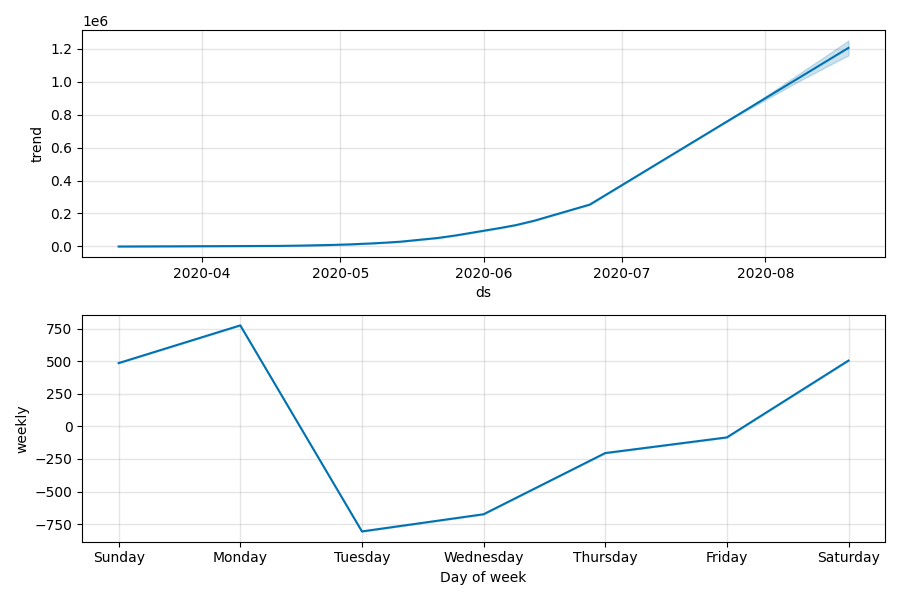 1e6
1.2
1.0
0.8
0.6
0.4
0.2
0.0
trend
2020-04 2020-05 2020-06 2020-07 2020-08
ds
750
500
250
0
−250
−500
−750
weekly
Sunday Monday Tuesday Wednesday Thursday Friday Saturday
Day of week